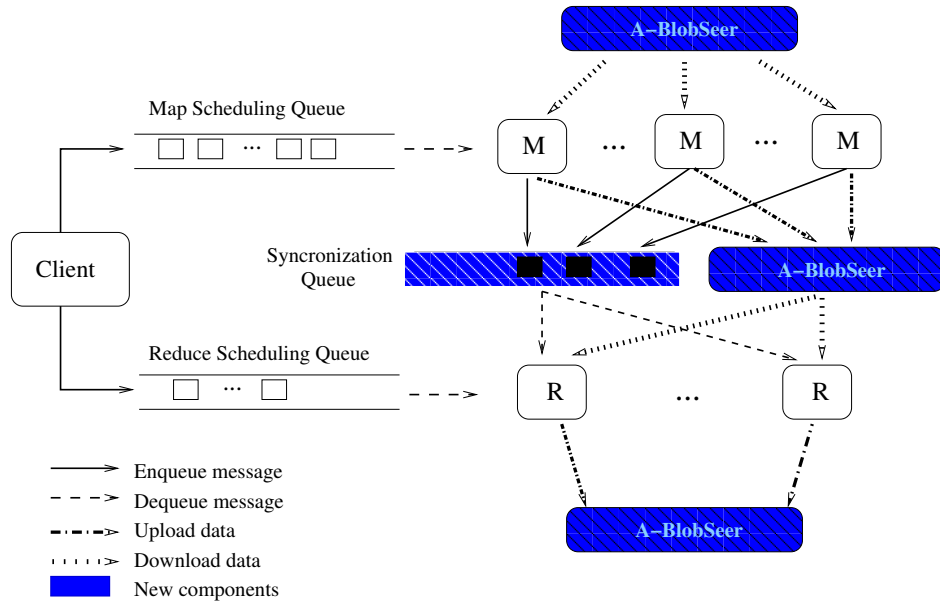 A–BlobSeer
Map Scheduling Queue
...
M
...
M
...
M
Client
Syncronization
Queue
A–BlobSeer
Reduce Scheduling Queue
...
R
...
R
Enqueue message
Dequeue message
Upload data
Download data
New components
A–BlobSeer